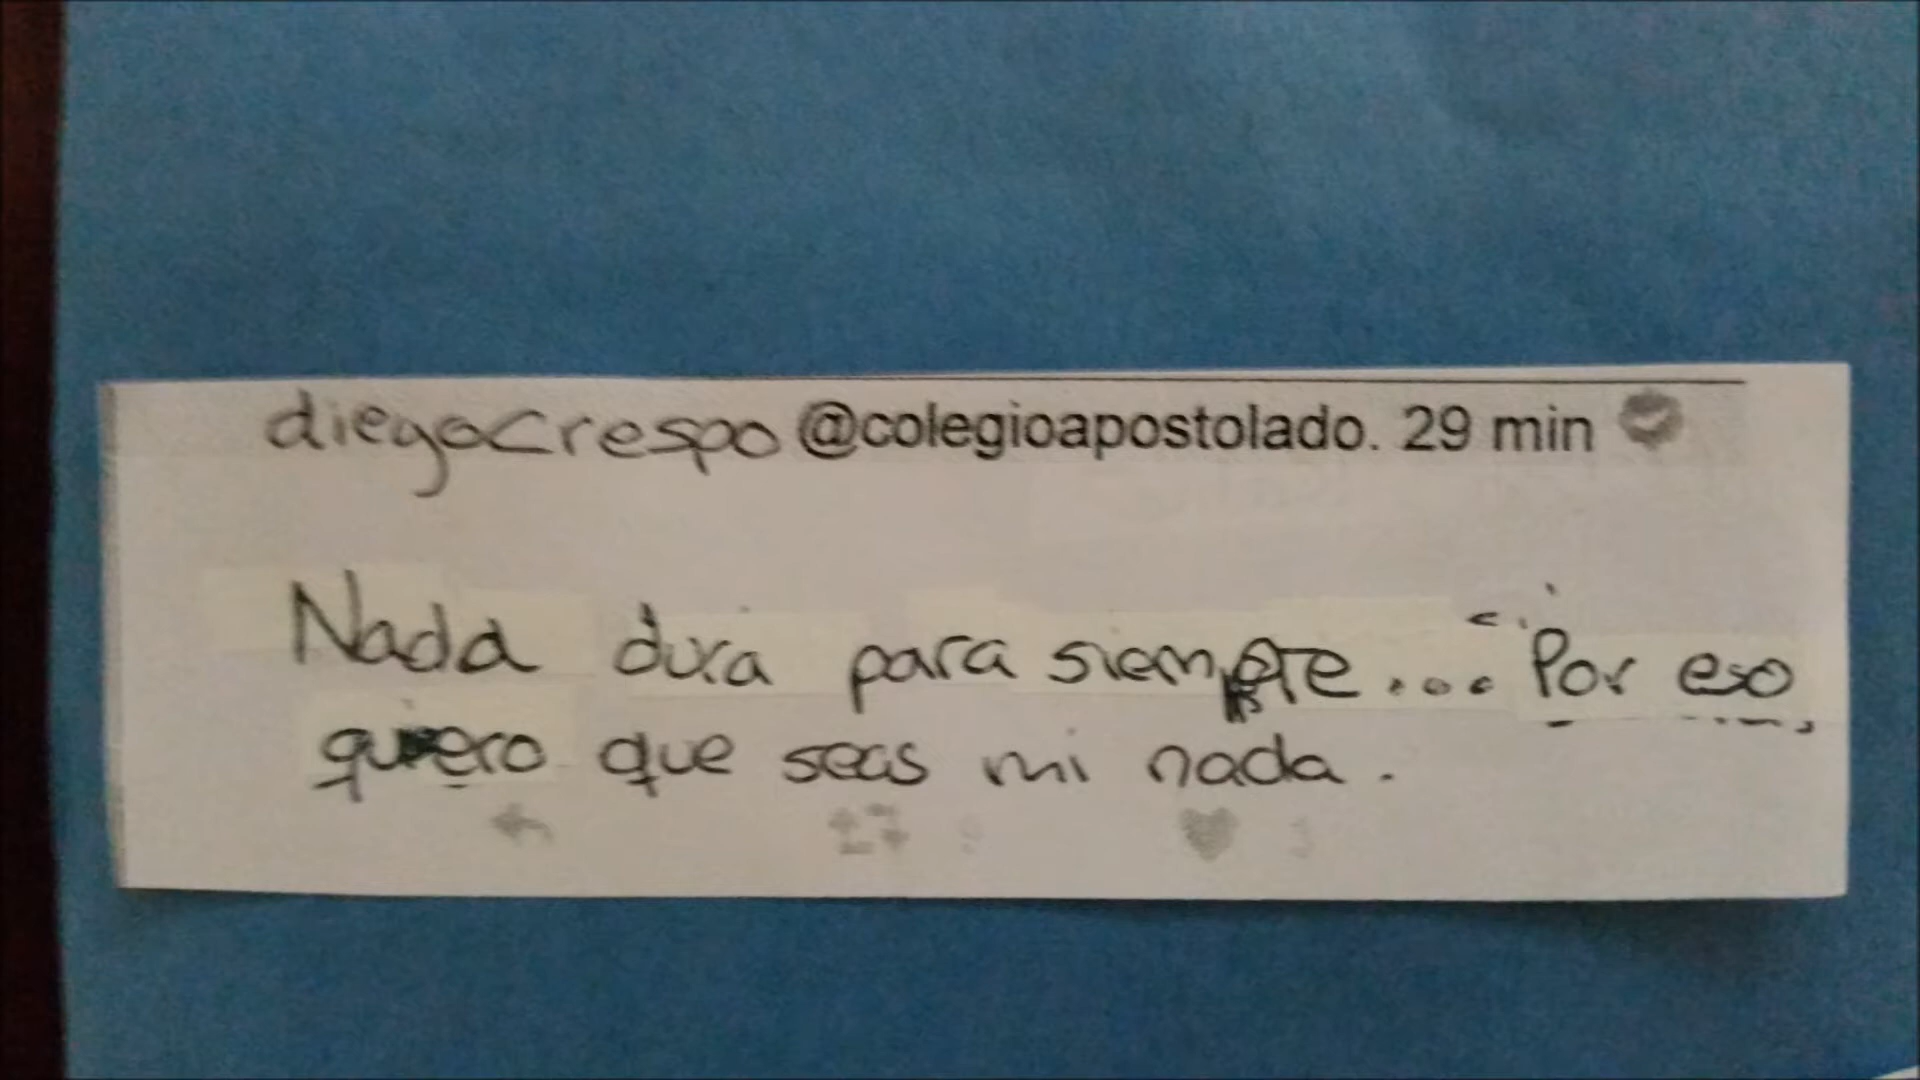 diegocrespo @colegioapostolado. 29 min
Nada dura para siempre... Por eso
quiero que seas mi nada.